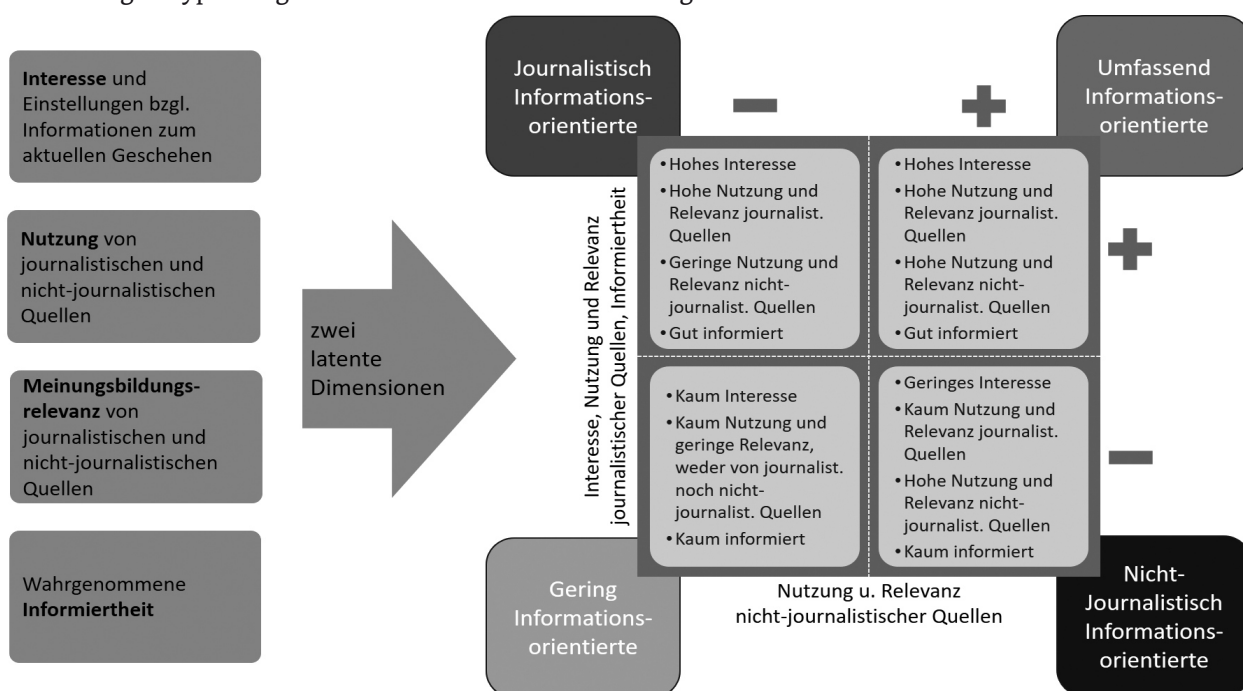 Interesse und
Einstellungen bzgl.
Informationen zum
aktuellen Geschehen
Nutzung von
journalistischen und
nicht-journalistischen
Quellen
Meinungsbildungs-
relevanz von
journalistischen und
nicht-journalistischen
Quellen
Wahrgenommene
Informiertheit
zwei
latente
Dimensionen
Journalistisch
Informations-
orientierte
Umfassend
Informations-
orientierte
Interesse, Nutzung und Relevanz
journalistischer Quellen, Informiertheit
•Hohes Interesse
•Hohe Nutzung und
Relevanz journalist.
Quellen
•Geringe Nutzung und
Relevanz nicht-
journalist. Quellen
•Gut informiert
•Hohes Interesse
•Hohe Nutzung und
Relevanz journalist.
Quellen
•Hohe Nutzung und
Relevanz nicht-
journalist. Quellen
•Gut informiert
•Kaum Interesse
•Kaum Nutzung und
geringe Relevanz,
weder von journalist.
noch nicht-
journalist. Quellen
•Kaum informiert
•Geringes Interesse
•Kaum Nutzung und
Relevanz journalist.
Quellen
•Hohe Nutzung und
Relevanz nicht-
journalist. Quellen
•Kaum informiert
Gering
Informations-
orientierte
Nutzung u. Relevanz
nicht-journalistischer Quellen
Nicht-
Journalistisch
Informations-
orientierte